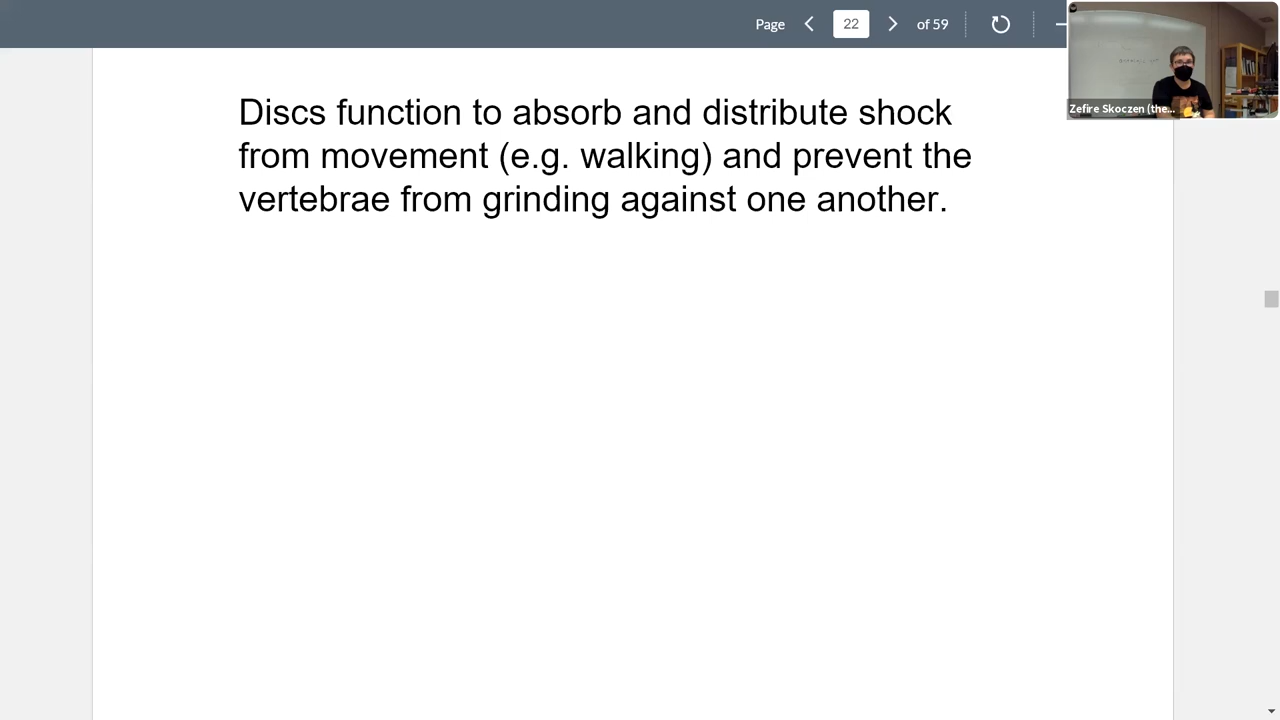 Page 22 of 59
Zefire Skoczen (the...
Discs function to absorb and distribute shock
from movement (e.g. walking) and prevent the
vertebrae from grinding against one another.